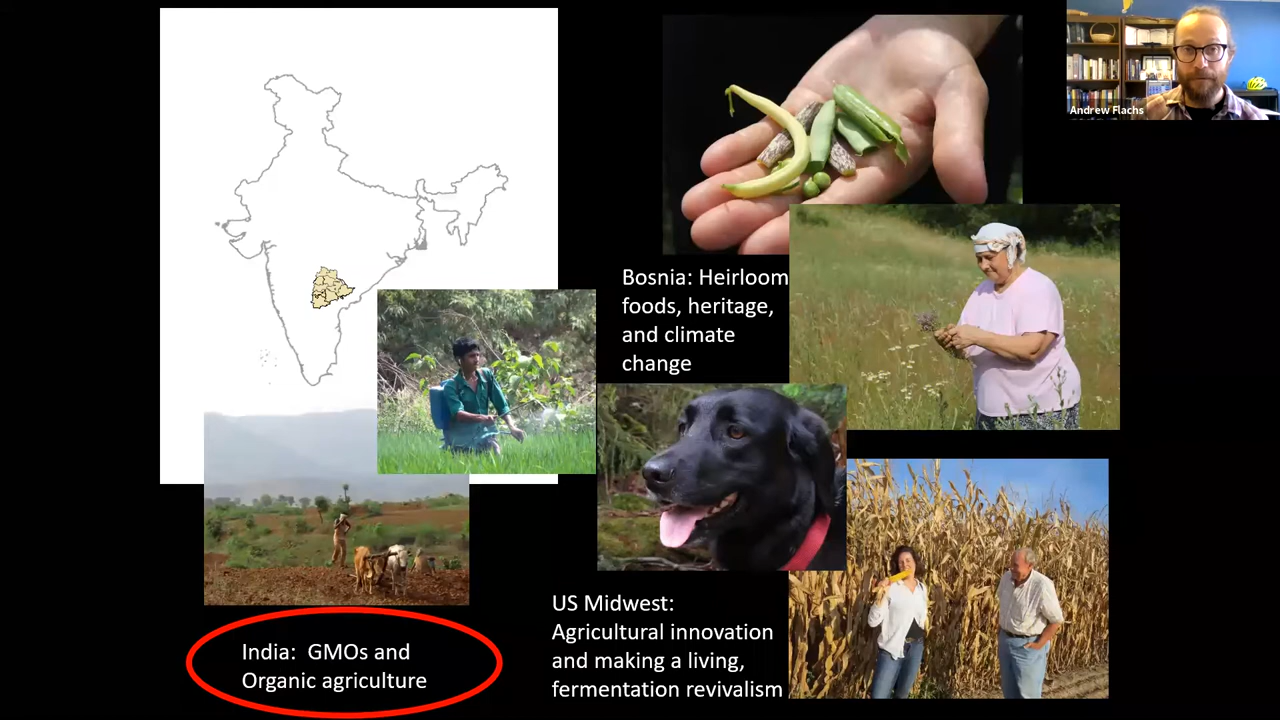 Andrew Flachs
Bosnia: Heirloom
foods, heritage,
and climate
change
US Midwest:
Agricultural innovation
and making a living,
fermentation revivalism
India:  GMOs and
Organic agriculture